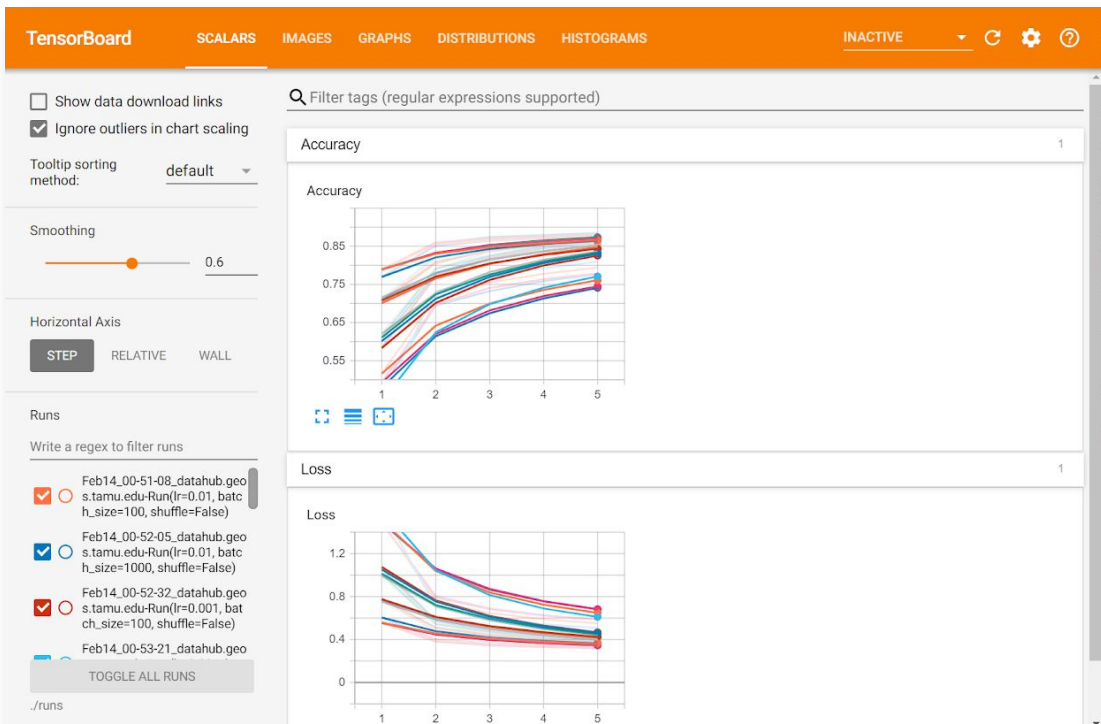 TensorBoard SCALARS IMAGES GRAPHS DISTRIBUTIONS HISTOGRAMS INACTIVE
Show data download links
Ignore outliers in chart scaling
Tooltip sorting
method:
default
Smoothing
0.6
Horizontal Axis
STEP RELATIVE WALL
Runs
Write a regex to filter runs
Feb14_00-51-08_datahub.geo
s.tamu.edu-Run(lr=0.01, batc
h_size=100, shuffle=False)
Feb14_00-52-05_datahub.geo
s.tamu.edu-Run(lr=0.01, batc
h_size=1000, shuffle=False)
Feb14_00-52-32_datahub.geo
s.tamu.edu-Run(lr=0.001, bat
ch_size=100, shuffle=False)
Feb14_00-53-21_datahub.geo
TOGGLE ALL RUNS
./runs
Filter tags (regular expressions supported)
Accuracy 1
Accuracy
0.85
0.75
0.65
0.55
1 2 3 4 5
Loss 1
Loss
1.2
0.8
0.4
0
1 2 3 4 5